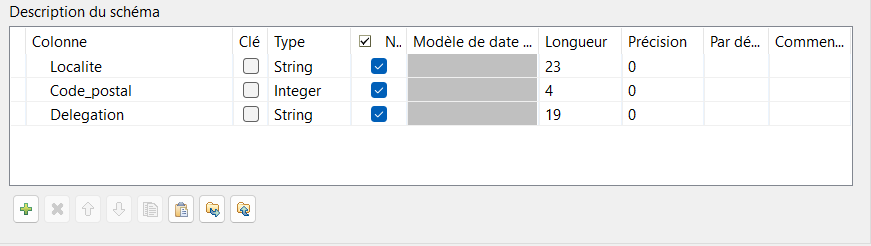 Description du schéma
Colonne Clé Type N.. Modèle de date ... Longueur Précision Par dé... Commen...
Localite String 23 0
Code_postal Integer 4 0
Delegation String 19 0